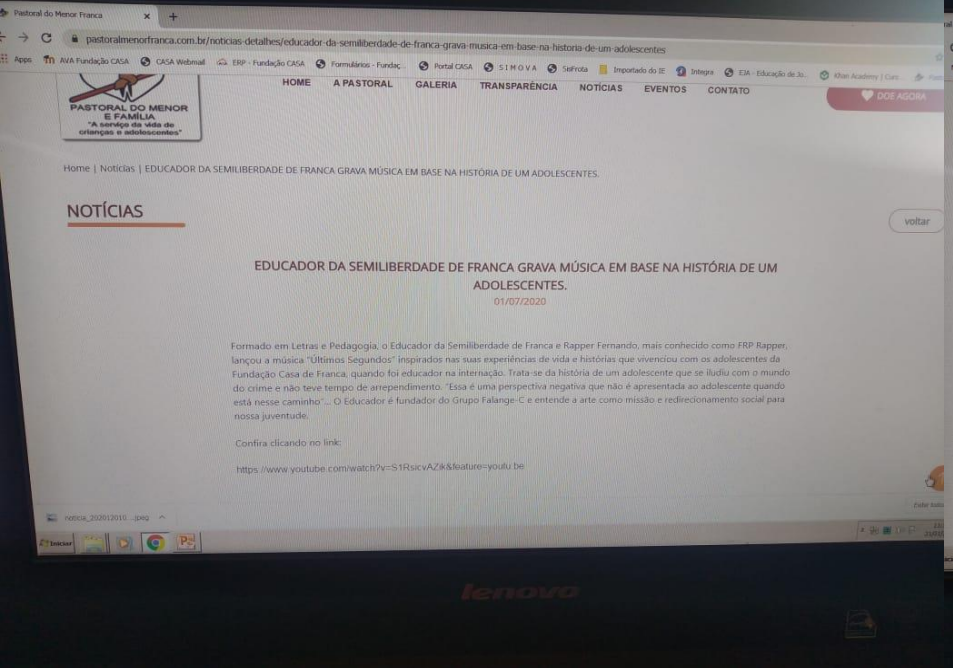 Pastoral do Menor Franca
pastoralmenorfranca.com.br/noticias-detalhes/educador-da-semiliberdade-de-franca-grava-musica-em-base-na-historia-de-um-adolescentes
Apps AVA Fundação CASA CASA Webmail ERP - Fundação CASA Formulários - Fundaç... Portal CASA S I M O V A SisFrota Importado do IE Integra EJA - Educação de Jo... Khan Academy | Curs...
PASTORAL DO MENOR
E FAMÍLIA
"A serviço da vida de
crianças e adolescentes"
HOME A PASTORAL GALERIA TRANSPARÊNCIA NOTÍCIAS EVENTOS CONTATO
DOE AGORA
Home | Notícias | EDUCADOR DA SEMILIBERDADE DE FRANCA GRAVA MÚSICA EM BASE NA HISTÓRIA DE UM ADOLESCENTES.
NOTÍCIAS
voltar
EDUCADOR DA SEMILIBERDADE DE FRANCA GRAVA MÚSICA EM BASE NA HISTÓRIA DE UM
ADOLESCENTES.
01/07/2020
Formado em Letras e Pedagogia, o Educador da Semiliberdade de Franca e Rapper Fernando, mais conhecido como FRP Rapper,
lançou a música "Últimos Segundos" inspirados nas suas experiências de vida e histórias que vivenciou com os adolescentes da
Fundação Casa de Franca, quando foi educador na internação. Trata-se da história de um adolescente que se iludiu com o mundo
do crime e não teve tempo de arrependimento. "Essa é uma perspectiva negativa que não é apresentada ao adolescente quando
está nesse caminho"... O Educador é fundador do Grupo Falange-C e entende a arte como missão e redirecionamento social para
nossa juventude.
Confira clicando no link:
https://www.youtube.com/watch?v=S1RsicvAZik&feature=youtu.be
noticia_202012010...jpeg
Iniciar
lenovo